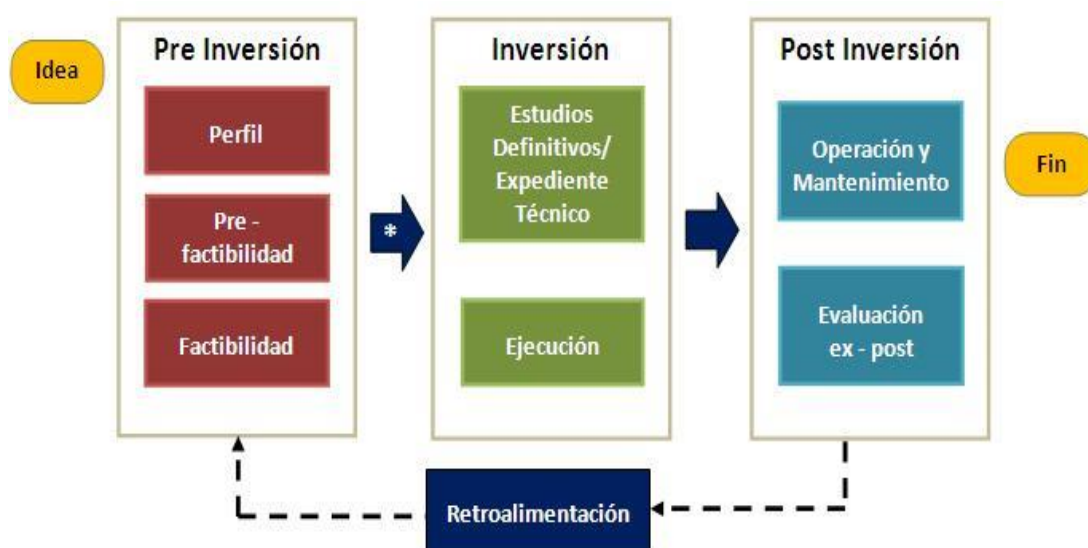 Idea
Pre Inversión
Perfil
Pre -
factibilidad
Factibilidad
*
Inversión
Estudios
Definitivos/
Expediente
Técnico
Ejecución
Post Inversión
Operación y
Mantenimiento
Evaluación
ex - post
Fin
Retroalimentación